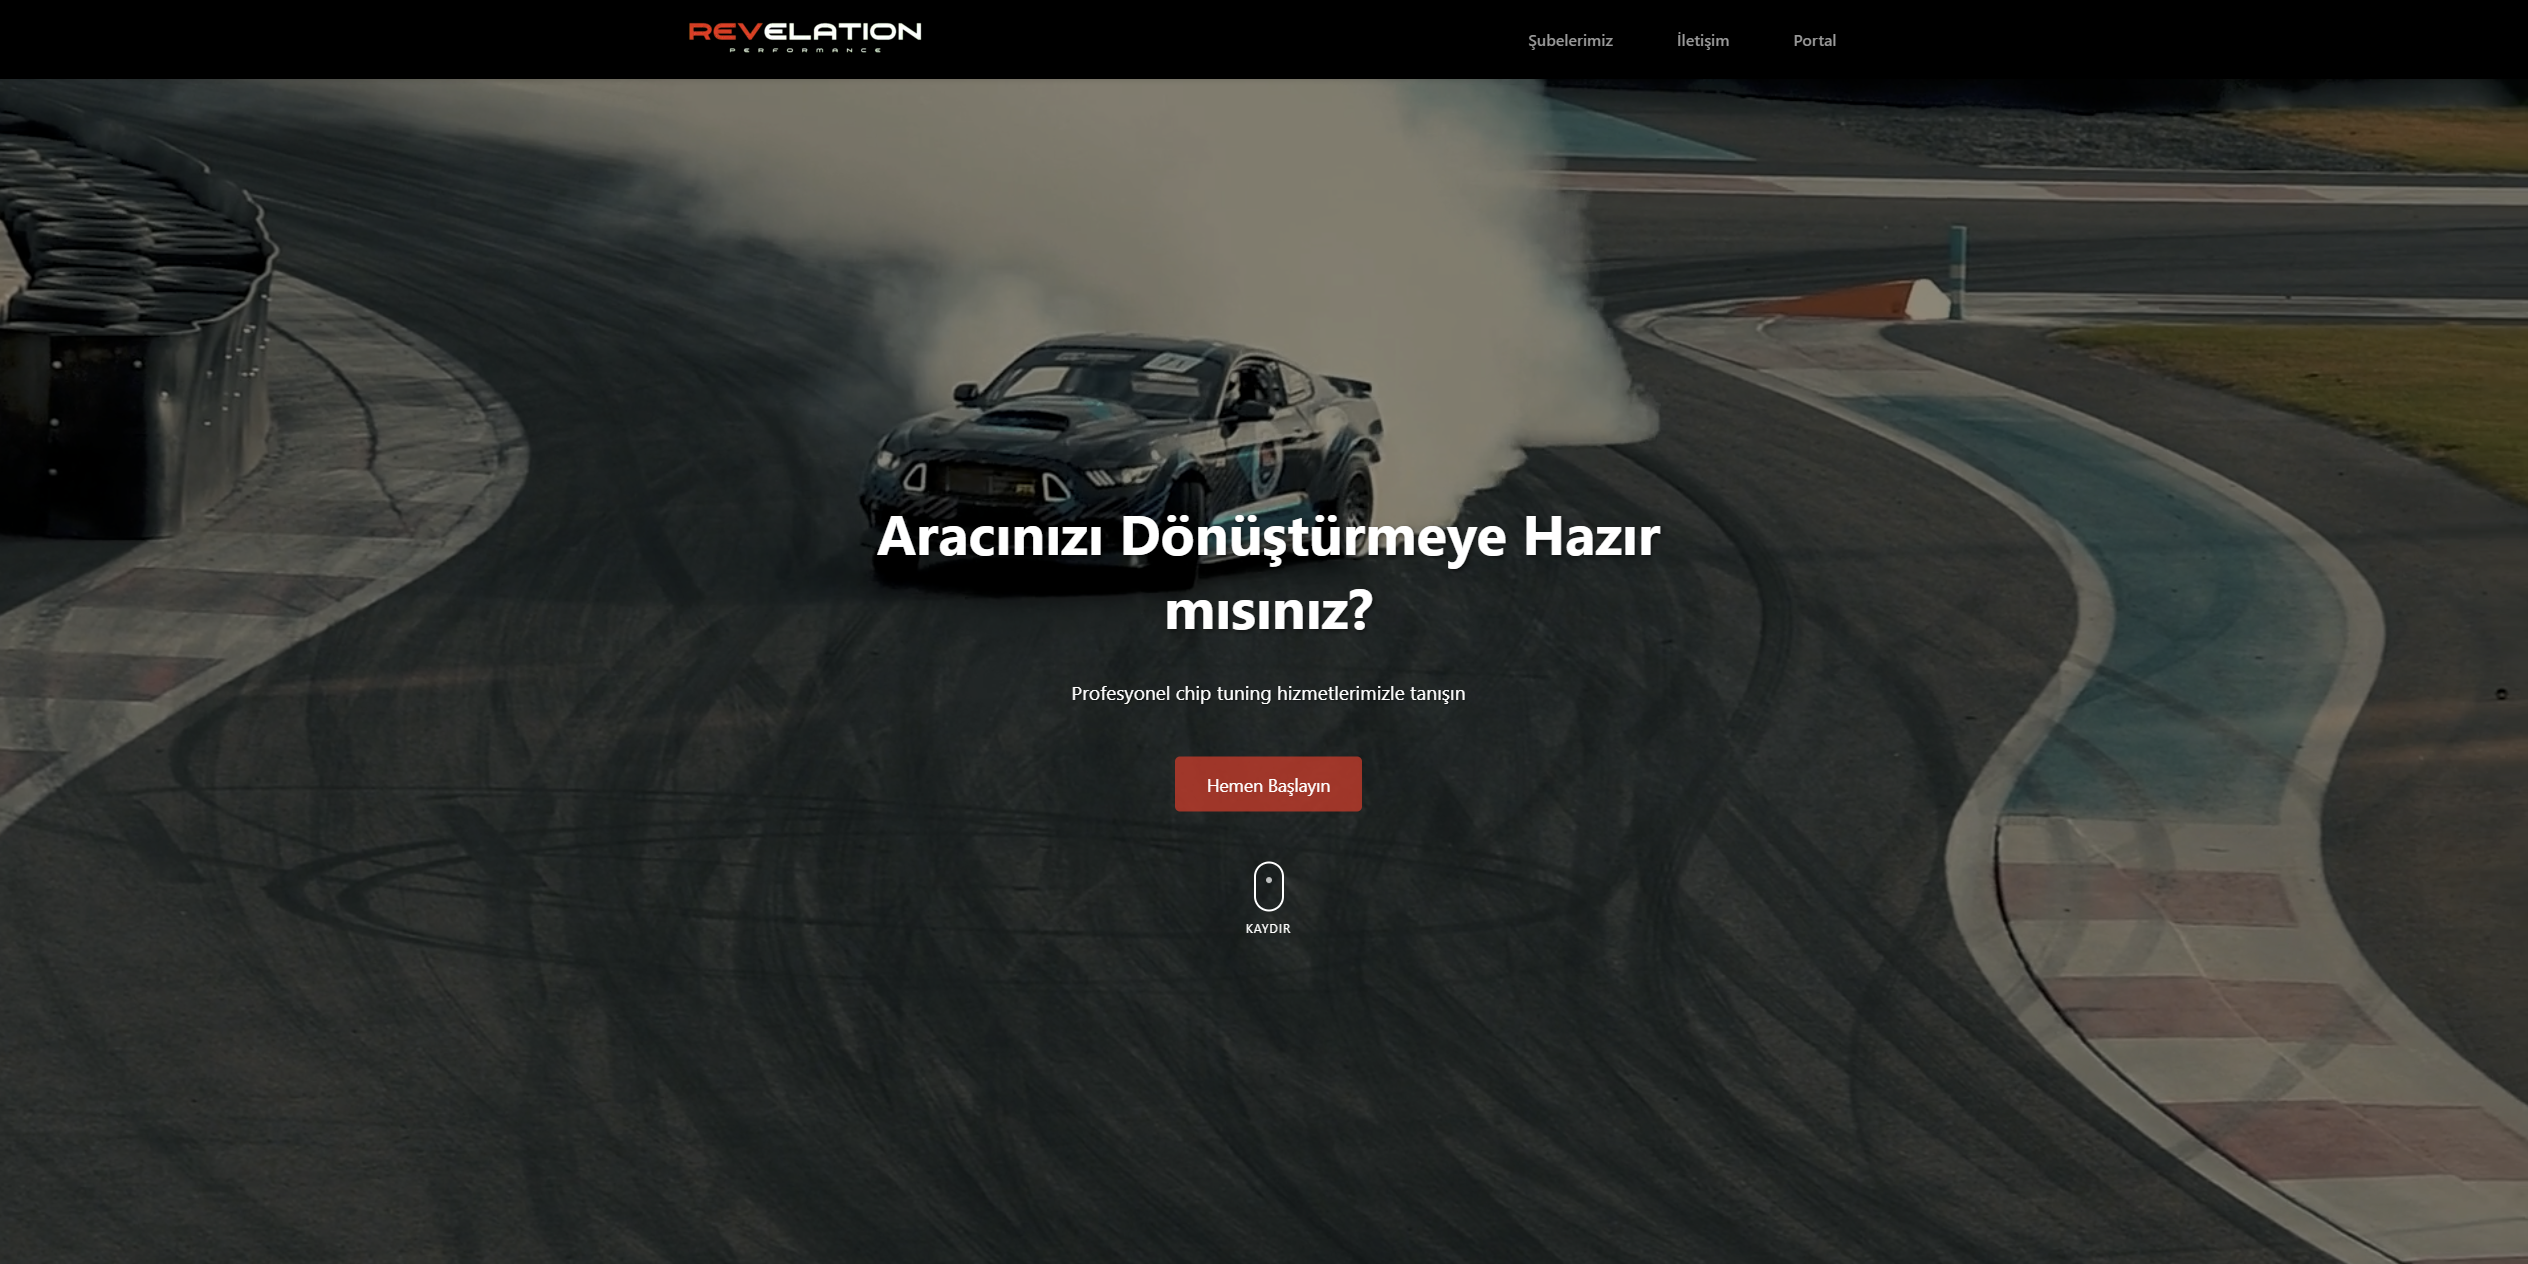 REVELATION
PERFORMANCE
Şubelerimiz
İletişim
Portal
Aracınızı Dönüştürmeye Hazır
mısınız?
Profesyonel chip tuning hizmetlerimizle tanışın
Hemen Başlayın
KAYDIR